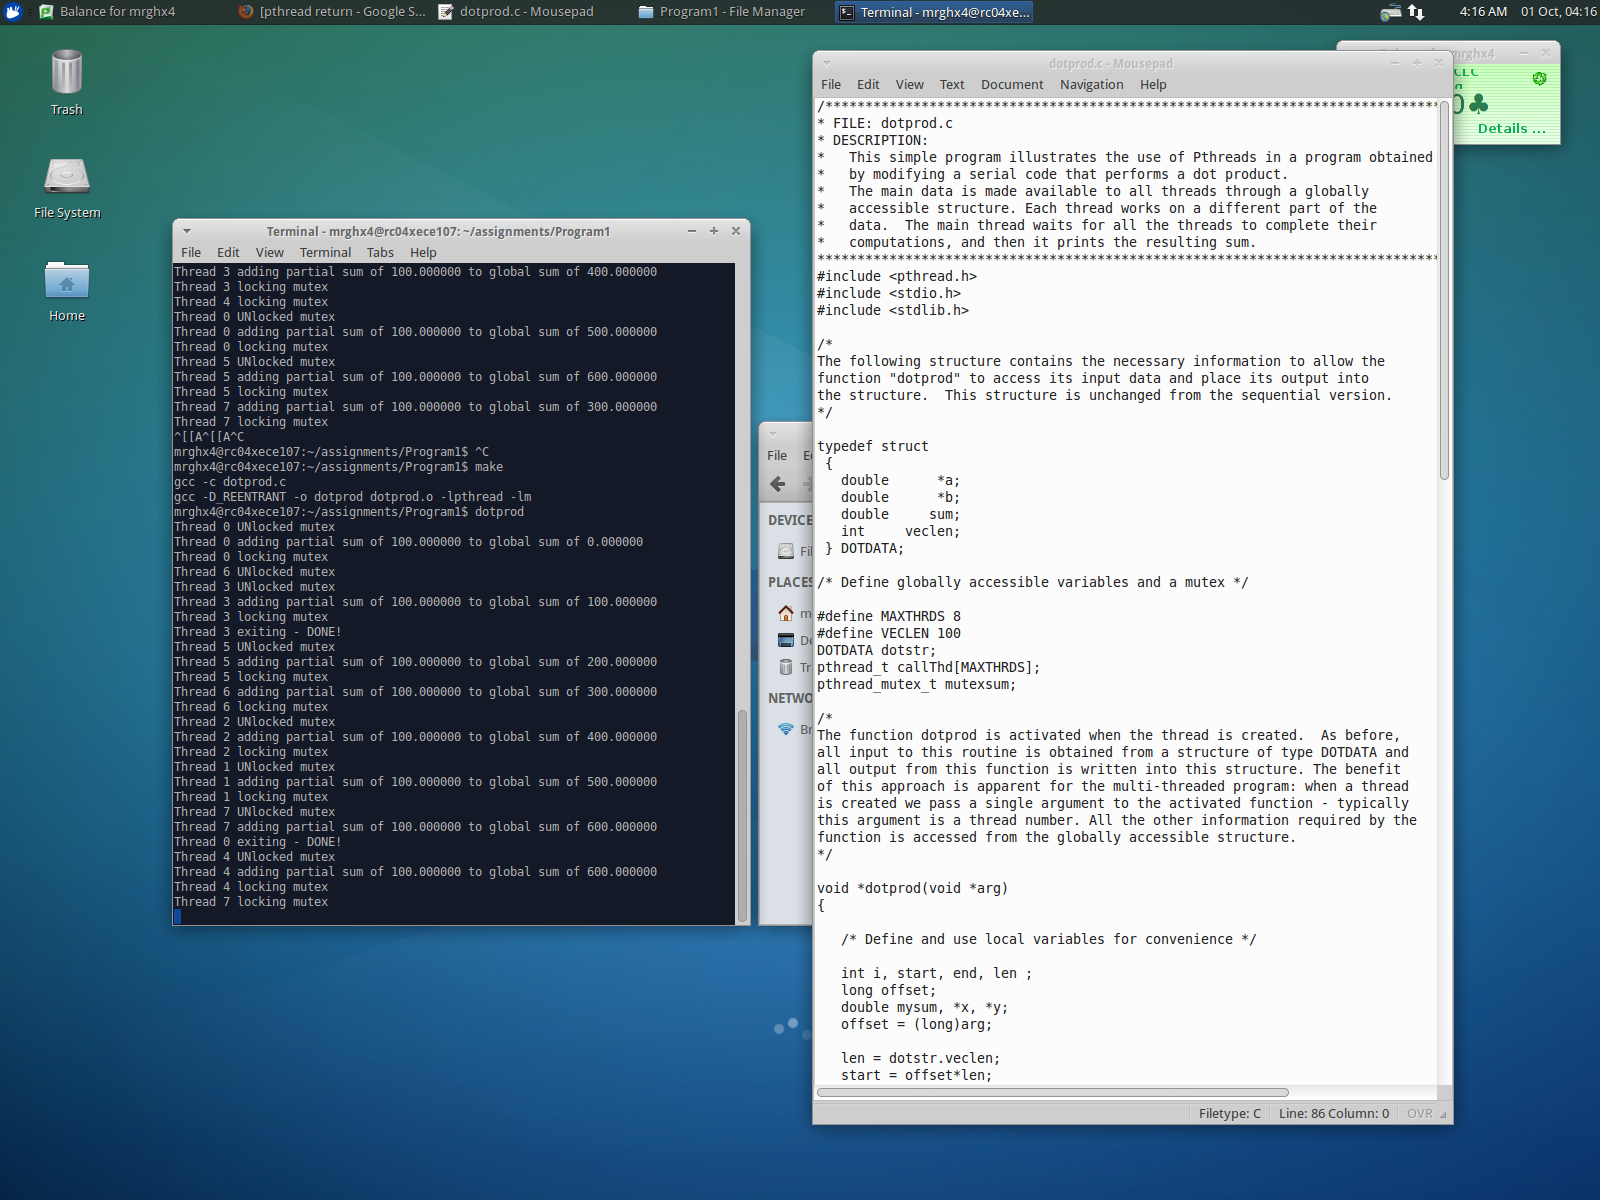 Balance for mrghx4
[pthread return - Google S...
dotprod.c - Mousepad
Program1 - File Manager
Terminal - mrghx4@rc04xe...
4:16 AM
01 Oct, 04:16
Trash
File System
Home
Terminal - mrghx4@rc04xece107: ~/assignments/Program1
File Edit View Terminal Tabs Help
Thread 3 adding partial sum of 100.000000 to global sum of 400.000000
Thread 3 locking mutex
Thread 4 locking mutex
Thread 0 UNlocked mutex
Thread 0 adding partial sum of 100.000000 to global sum of 500.000000
Thread 0 locking mutex
Thread 5 UNlocked mutex
Thread 5 adding partial sum of 100.000000 to global sum of 600.000000
Thread 5 locking mutex
Thread 7 adding partial sum of 100.000000 to global sum of 300.000000
Thread 7 locking mutex
^[[A^[[A^C
mrghx4@rc04xece107:~/assignments/Program1$ ^C
mrghx4@rc04xece107:~/assignments/Program1$ make
gcc -c dotprod.c
gcc -D_REENTRANT -o dotprod dotprod.o -lpthread -lm
mrghx4@rc04xece107:~/assignments/Program1$ dotprod
Thread 0 UNlocked mutex
Thread 0 adding partial sum of 100.000000 to global sum of 0.000000
Thread 0 locking mutex
Thread 6 UNlocked mutex
Thread 3 UNlocked mutex
Thread 3 adding partial sum of 100.000000 to global sum of 100.000000
Thread 3 locking mutex
Thread 3 exiting - DONE!
Thread 5 UNlocked mutex
Thread 5 adding partial sum of 100.000000 to global sum of 200.000000
Thread 5 locking mutex
Thread 6 adding partial sum of 100.000000 to global sum of 300.000000
Thread 6 locking mutex
Thread 2 UNlocked mutex
Thread 2 adding partial sum of 100.000000 to global sum of 400.000000
Thread 2 locking mutex
Thread 1 UNlocked mutex
Thread 1 adding partial sum of 100.000000 to global sum of 500.000000
Thread 1 locking mutex
Thread 7 UNlocked mutex
Thread 7 adding partial sum of 100.000000 to global sum of 600.000000
Thread 0 exiting - DONE!
Thread 4 UNlocked mutex
Thread 4 adding partial sum of 100.000000 to global sum of 600.000000
Thread 4 locking mutex
Thread 7 locking mutex
File
DEVICE
Fil
PLACES
m
De
Tr
NETWO
Br
dotprod.c - Mousepad
File Edit View Text Document Navigation Help
/*****************************************************************************
* FILE: dotprod.c
* DESCRIPTION:
*   This simple program illustrates the use of Pthreads in a program obtained
*   by modifying a serial code that performs a dot product.
*   The main data is made available to all threads through a globally
*   accessible structure. Each thread works on a different part of the
*   data.  The main thread waits for all the threads to complete their
*   computations, and then it prints the resulting sum.
******************************************************************************
#include <pthread.h>
#include <stdio.h>
#include <stdlib.h>
/*
The following structure contains the necessary information to allow the
function "dotprod" to access its input data and place its output into
the structure.  This structure is unchanged from the sequential version.
*/
typedef struct
{
double      *a;
double      *b;
double     sum;
int     veclen;
} DOTDATA;
/* Define globally accessible variables and a mutex */
#define MAXTHRDS 8
#define VECLEN 100
DOTDATA dotstr;
pthread_t callThd[MAXTHRDS];
pthread_mutex_t mutexsum;
/*
The function dotprod is activated when the thread is created.  As before,
all input to this routine is obtained from a structure of type DOTDATA and
all output from this function is written into this structure. The benefit
of this approach is apparent for the multi-threaded program: when a thread
is created we pass a single argument to the activated function - typically
this argument is a thread number. All the other information required by the
function is accessed from the globally accessible structure.
*/
void *dotprod(void *arg)
{
/* Define and use local variables for convenience */
int i, start, end, len ;
long offset;
double mysum, *x, *y;
offset = (long)arg;
len = dotstr.veclen;
start = offset*len;
Filetype: C
Line: 86 Column: 0
OVR
mrghx4
0♣
Details ...